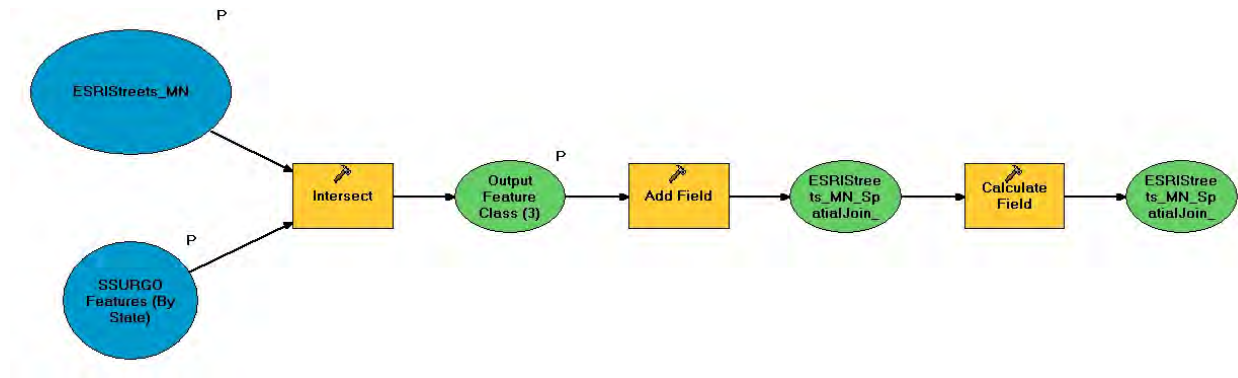 P
ESRIStreets_MN
Intersect
P
Output
Feature
Class (3)
P
Add Field
ESRIStree
ts_MN_Sp
atialJoin_
Calculate
Field
ESRIStree
ts_MN_Sp
atialJoin_
SSURGO
Features (By
State)